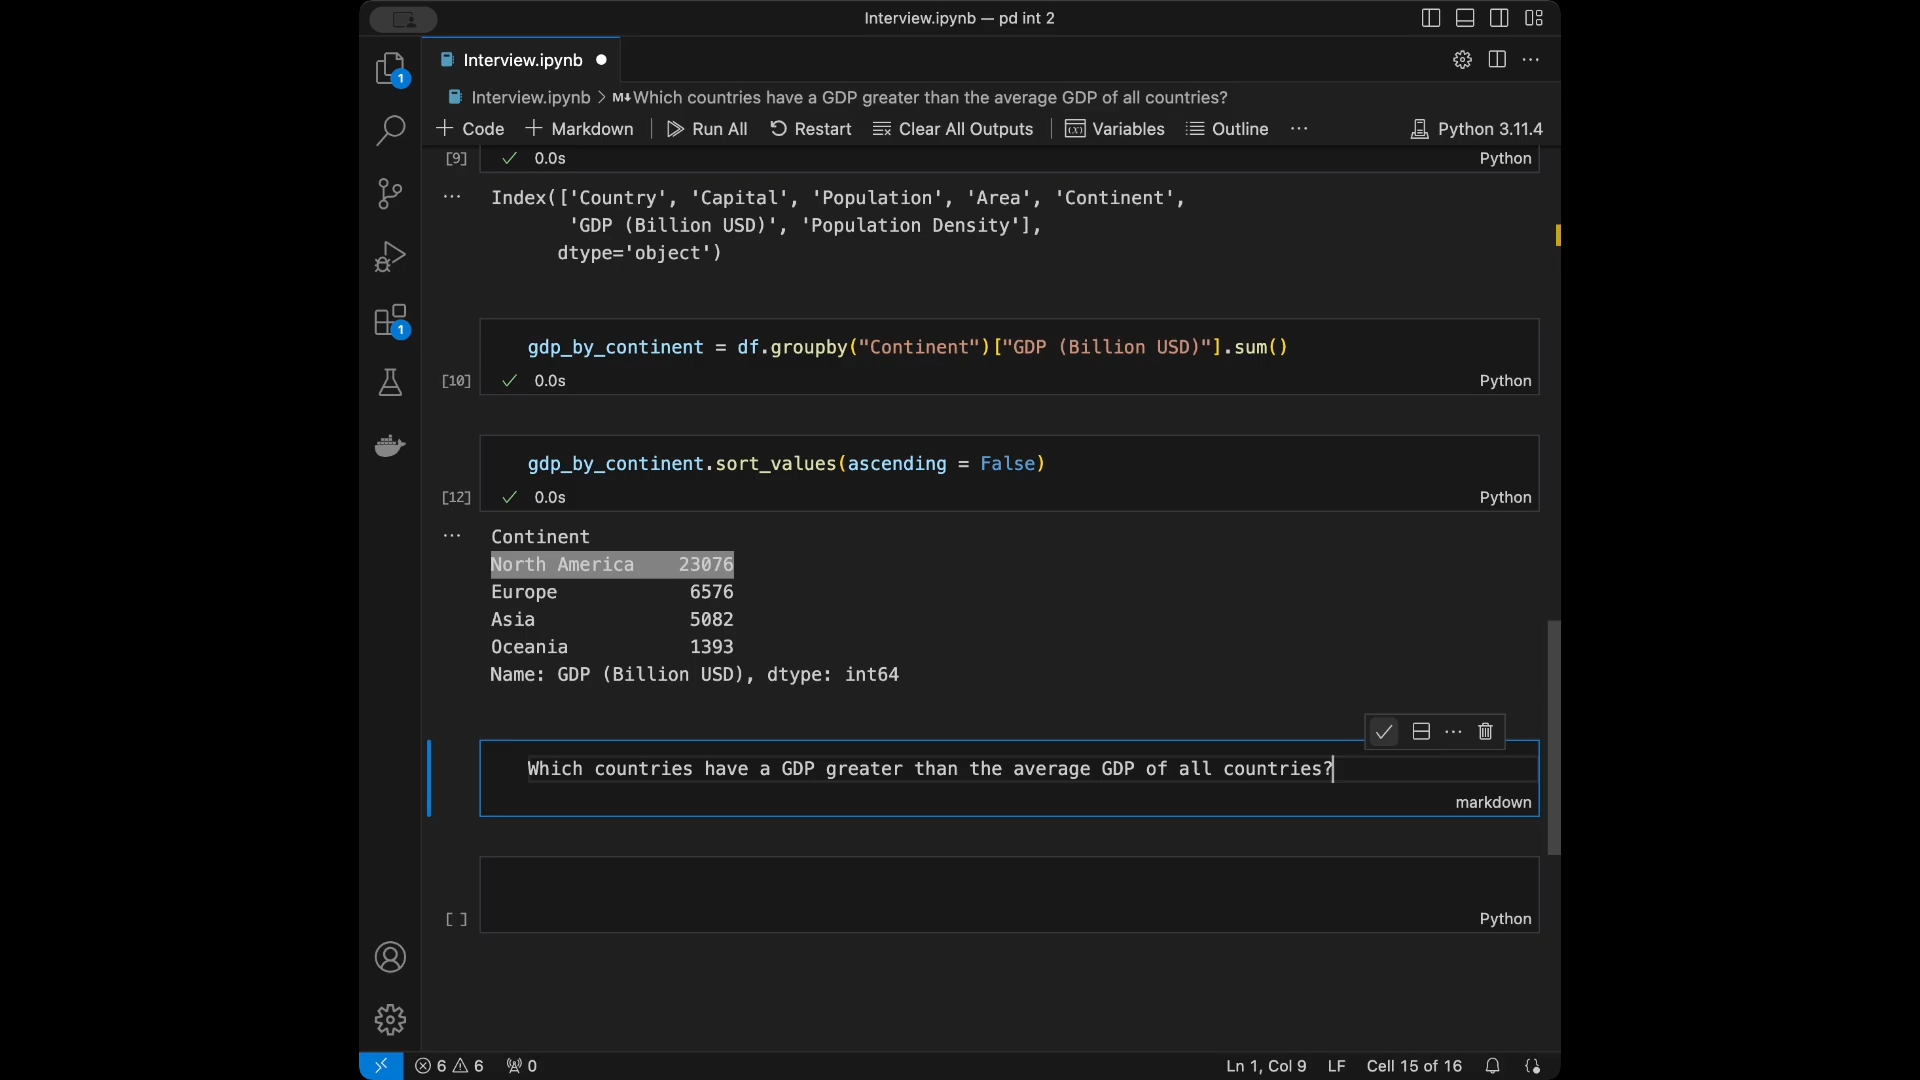 Interview.ipynb — pd int 2
Interview.ipynb
Interview.ipynb > M↓Which countries have a GDP greater than the average GDP of all countries?
+ Code + Markdown | Run All Restart Clear All Outputs | Variables Outline ··· Python 3.11.4
[9] ✓ 0.0s Python
Index(['Country', 'Capital', 'Population', 'Area', 'Continent',
'GDP (Billion USD)', 'Population Density'],
dtype='object')
gdp_by_continent = df.groupby("Continent")["GDP (Billion USD)"].sum()
[10] ✓ 0.0s Python
gdp_by_continent.sort_values(ascending = False)
[12] ✓ 0.0s Python
Continent
North America 23076
Europe 6576
Asia 5082
Oceania 1393
Name: GDP (Billion USD), dtype: int64
Which countries have a GDP greater than the average GDP of all countries?
markdown
[ ] Python
1
1
6 6 0 Ln 1, Col 9 LF Cell 15 of 16